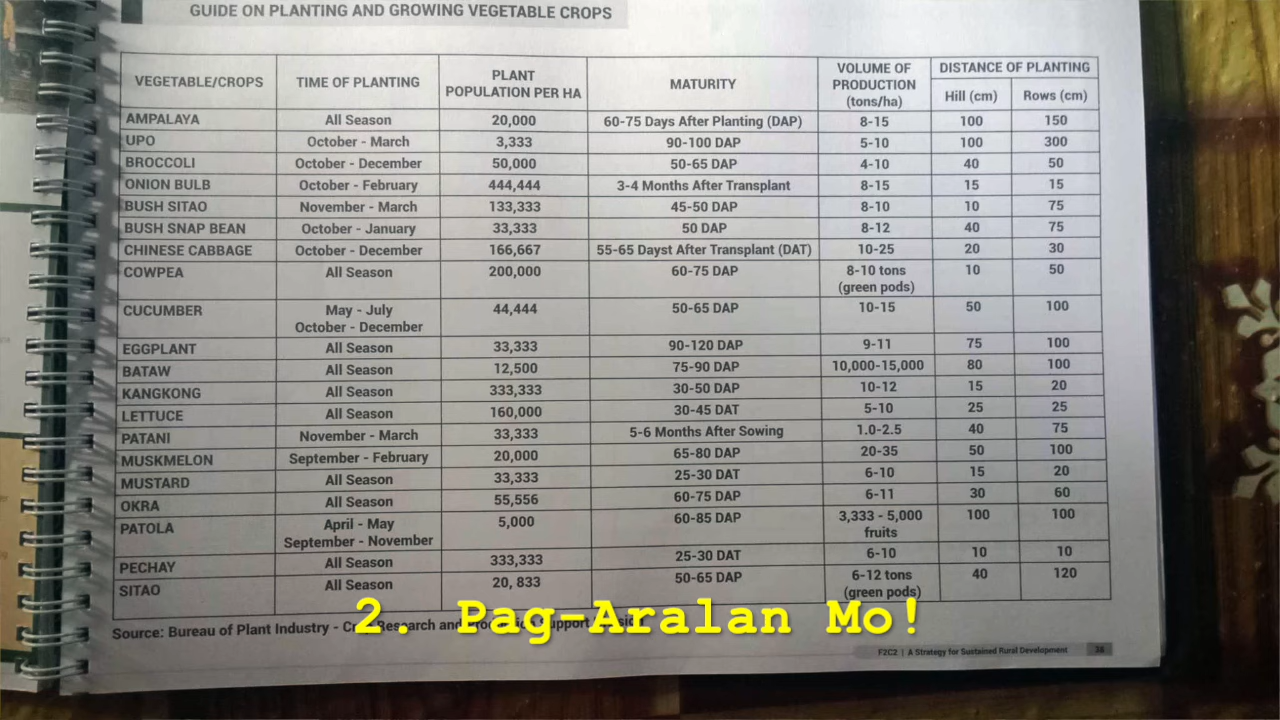 GUIDE ON PLANTING AND GROWING VEGETABLE CROPS
VEGETABLE/CROPS TIME OF PLANTING PLANT POPULATION PER HA MATURITY VOLUME OF PRODUCTION (tons/ha) DISTANCE OF PLANTING
Hill (cm) Rows (cm)
AMPALAYA All Season 20,000 60-75 Days After Planting (DAP) 8-15 100 150
UPO October - March 3,333 90-100 DAP 5-10 100 300
BROCCOLI October - December 50,000 50-65 DAP 4-10 40 50
ONION BULB October - February 444,444 3-4 Months After Transplant 8-15 15 15
BUSH SITAO November - March 133,333 45-50 DAP 8-10 10 75
BUSH SNAP BEAN October - January 33,333 50 DAP 8-12 40 75
CHINESE CABBAGE October - December 166,667 55-65 Dayst After Transplant (DAT) 10-25 20 30
COWPEA All Season 200,000 60-75 DAP 8-10 tons (green pods) 10 50
CUCUMBER May - July October - December 44,444 50-65 DAP 10-15 50 100
EGGPLANT All Season 33,333 90-120 DAP 9-11 75 100
BATAW All Season 12,500 75-90 DAP 10,000-15,000 80 100
KANGKONG All Season 333,333 30-50 DAP 10-12 15 20
LETTUCE All Season 160,000 30-45 DAT 5-10 25 25
PATANI November - March 33,333 5-6 Months After Sowing 1.0-2.5 40 75
MUSKMELON September - February 20,000 65-80 DAP 20-35 50 100
MUSTARD All Season 33,333 25-30 DAT 6-10 15 20
OKRA All Season 55,556 60-75 DAP 6-11 30 60
PATOLA April - May September - November 5,000 60-85 DAP 3,333 - 5,000 fruits 100 100
PECHAY All Season 333,333 25-30 DAT 6-10 10 10
SITAO All Season 20, 833 50-65 DAP 6-12 tons (green pods) 40 120
2. Pag-Aralan Mo!
Source: Bureau of Plant Industry - Research and Support
F2C2 | A Strategy for Sustained Rural Development 36